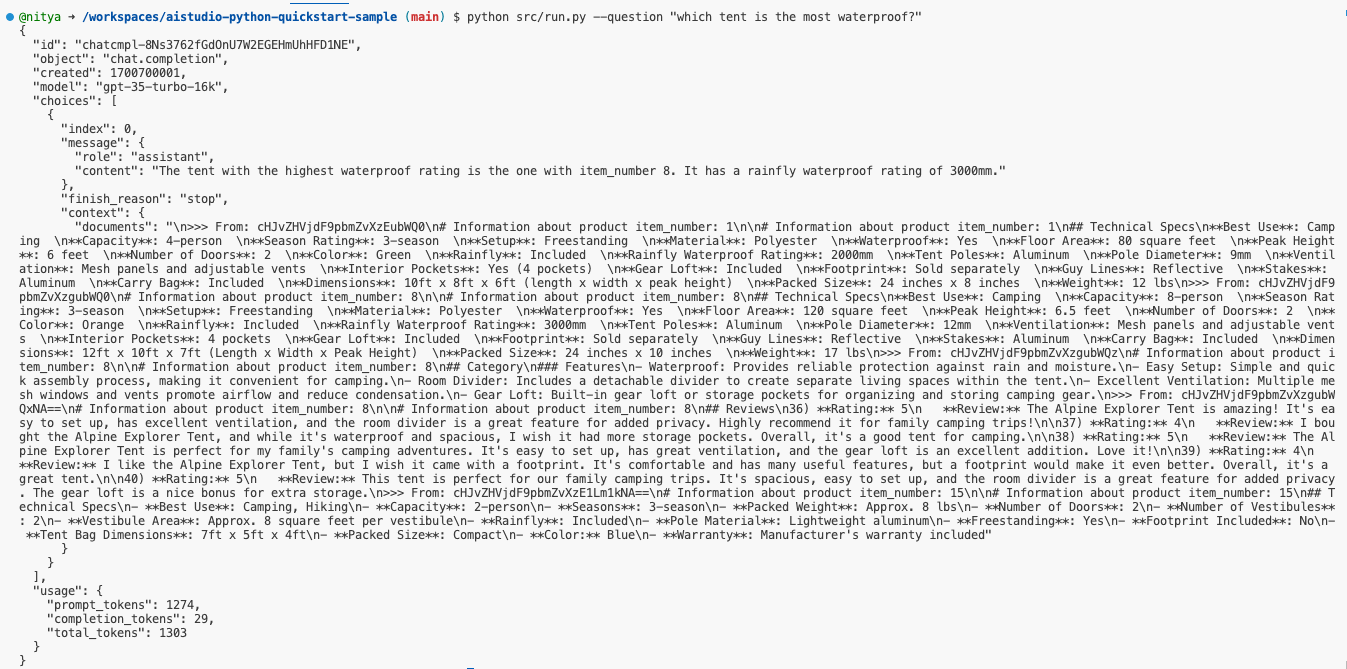 @nitya → /workspaces/aistudio-python-quickstart-sample (main) $ python src/run.py --question "which tent is the most waterproof?"
{
  "id": "chatcmpl-8Ns3762fGdOnU7W2EGEHmUhHFD1NE",
  "object": "chat.completion",
  "created": 1700700001,
  "model": "gpt-35-turbo-16k",
  "choices": [
    {
      "index": 0,
      "message": {
        "role": "assistant",
        "content": "The tent with the highest waterproof rating is the one with item_number 8. It has a rainfly waterproof rating of 3000mm."
      },
      "finish_reason": "stop",
      "context": {
        "documents": "\n>>> From: cHJvZHVjdF9pbmZvXzEubWQ0\n# Information about product item_number: 1\n\n# Information about product item_number: 1\n## Technical Specs\n**Best Use**: Camp
ing  \n**Capacity**: 4-person  \n**Season Rating**: 3-season  \n**Setup**: Freestanding  \n**Material**: Polyester  \n**Waterproof**: Yes  \n**Floor Area**: 80 square feet  \n**Peak Height
**: 6 feet  \n**Number of Doors**: 2  \n**Color**: Green  \n**Rainfly**: Included  \n**Rainfly Waterproof Rating**: 2000mm  \n**Tent Poles**: Aluminum  \n**Pole Diameter**: 9mm  \n**Ventil
ation**: Mesh panels and adjustable vents  \n**Interior Pockets**: Yes (4 pockets)  \n**Gear Loft**: Included  \n**Footprint**: Sold separately  \n**Guy Lines**: Reflective  \n**Stakes**:
Aluminum  \n**Carry Bag**: Included  \n**Dimensions**: 10ft x 8ft x 6ft (length x width x peak height)  \n**Packed Size**: 24 inches x 8 inches  \n**Weight**: 12 lbs\n>>> From: cHJvZHVjdF9
pbmZvXzgubWQ0\n# Information about product item_number: 8\n\n# Information about product item_number: 8\n## Technical Specs\n**Best Use**: Camping  \n**Capacity**: 8-person  \n**Season Rat
ing**: 3-season  \n**Setup**: Freestanding  \n**Material**: Polyester  \n**Waterproof**: Yes  \n**Floor Area**: 120 square feet  \n**Peak Height**: 6.5 feet  \n**Number of Doors**: 2  \n**
Color**: Orange  \n**Rainfly**: Included  \n**Rainfly Waterproof Rating**: 3000mm  \n**Tent Poles**: Aluminum  \n**Pole Diameter**: 12mm  \n**Ventilation**: Mesh panels and adjustable vent
s  \n**Interior Pockets**: 4 pockets  \n**Gear Loft**: Included  \n**Footprint**: Sold separately  \n**Guy Lines**: Reflective  \n**Stakes**: Aluminum  \n**Carry Bag**: Included  \n**Dimen
sions**: 12ft x 10ft x 7ft (Length x Width x Peak Height)  \n**Packed Size**: 24 inches x 10 inches  \n**Weight**: 17 lbs\n>>> From: cHJvZHVjdF9pbmZvXzgubWQz\n# Information about product i
tem_number: 8\n\n# Information about product item_number: 8\n## Category\n### Features\n- Waterproof: Provides reliable protection against rain and moisture.\n- Easy Setup: Simple and quic
k assembly process, making it convenient for camping.\n- Room Divider: Includes a detachable divider to create separate living spaces within the tent.\n- Excellent Ventilation: Multiple me
sh windows and vents promote airflow and reduce condensation.\n- Gear Loft: Built-in gear loft or storage pockets for organizing and storing camping gear.\n>>> From: cHJvZHVjdF9pbmZvXzgubW
QxNA==\n# Information about product item_number: 8\n\n# Information about product item_number: 8\n## Reviews\n36) **Rating:** 5\n   **Review:** The Alpine Explorer Tent is amazing! It's ea
sy to set up, has excellent ventilation, and the room divider is a great feature for added privacy. Highly recommend it for family camping trips!\n\n37) **Rating:** 4\n   **Review:** I bou
ght the Alpine Explorer Tent, and while it's waterproof and spacious, I wish it had more storage pockets. Overall, it's a good tent for camping.\n\n38) **Rating:** 5\n   **Review:** The Al
pine Explorer Tent is perfect for my family's camping adventures. It's easy to set up, has great ventilation, and the gear loft is an excellent addition. Love it!\n\n39) **Rating:** 4\n
**Review:** I like the Alpine Explorer Tent, but I wish it came with a footprint. It's comfortable and has many useful features, but a footprint would make it even better. Overall, it's a
great tent.\n\n40) **Rating:** 5\n   **Review:** This tent is perfect for our family camping trips. It's spacious, easy to set up, and the room divider is a great feature for added privacy
. The gear loft is a nice bonus for extra storage.\n>>> From: cHJvZHVjdF9pbmZvXzE1Lm1kNA==\n# Information about product item_number: 15\n\n# Information about product item_number: 15\n## T
echnical Specs\n- **Best Use**: Camping, Hiking\n- **Capacity**: 2-person\n- **Seasons**: 3-season\n- **Packed Weight**: Approx. 8 lbs\n- **Number of Doors**: 2\n- **Number of Vestibules**
: 2\n- **Vestibule Area**: Approx. 8 square feet per vestibule\n- **Rainfly**: Included\n- **Pole Material**: Lightweight aluminum\n- **Freestanding**: Yes\n- **Footprint Included**: No\n-
 **Tent Bag Dimensions**: 7ft x 5ft x 4ft\n- **Packed Size**: Compact\n- **Color:** Blue\n- **Warranty**: Manufacturer's warranty included"
      }
    }
  ],
  "usage": {
    "prompt_tokens": 1274,
    "completion_tokens": 29,
    "total_tokens": 1303
  }
}